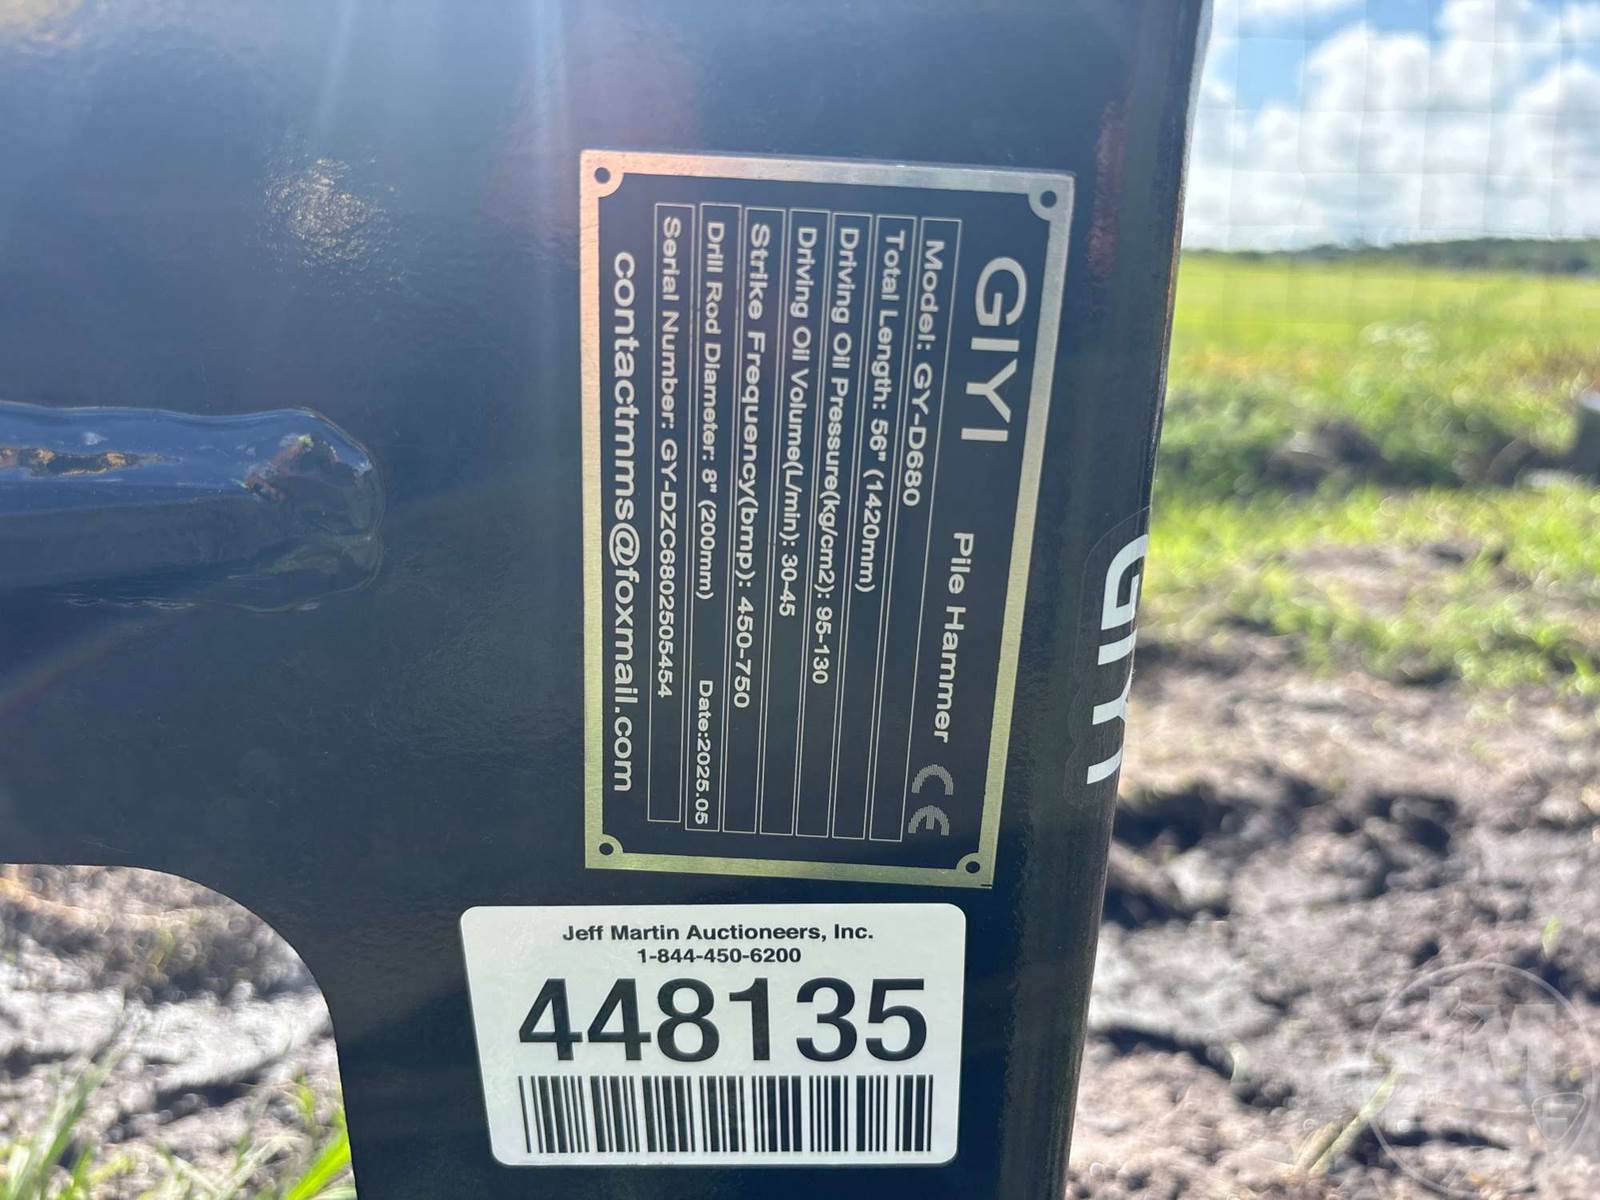 GIYI
Pile Hammer CE
Model: GY-D680
Total Length: 56" (1420mm)
Driving Oil Pressure(kg/cm2): 95-130
Driving Oil Volume(L/min): 30-45
Strike Frequency(bmp): 450-750
Drill Rod Diameter: 8" (200mm) Date:2025.05
Serial Number: GY-DZC6802505454
contactmms@foxmail.com
GIYI
Jeff Martin Auctioneers, Inc.
1-844-450-6200
448135